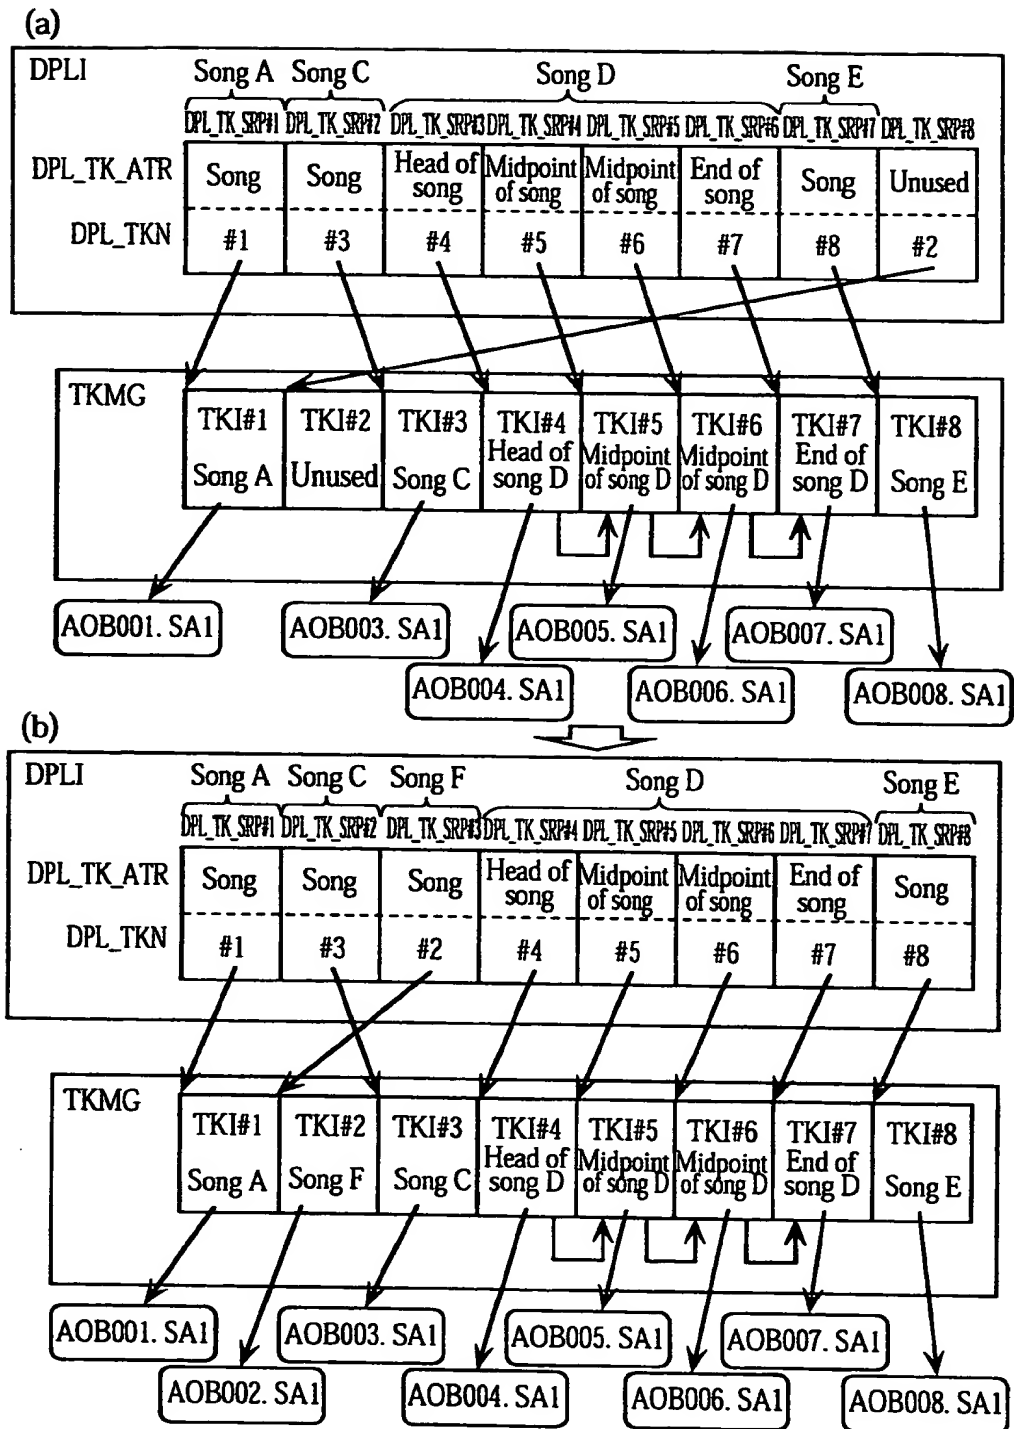 (a)
DPLI
Song A Song C Song D Song E
DPL_TK_SRP#1 DPL_TK_SRP#2 DPL_TK_SRP#3 DPL_TK_SRP#4 DPL_TK_SRP#5 DPL_TK_SRP#6 DPL_TK_SRP#7 DPL_TK_SRP#8
DPL_TK_ATR
Song
Song
Head of
song
Midpoint
of song
Midpoint
of song
End of
song
Song
Unused
DPL_TKN #1 #3 #4 #5 #6 #7 #8 #2
TKMG
TKI#1
Song A
TKI#2
Unused
TKI#3
Song C
TKI#4
Head of
song D
TKI#5
Midpoint
of song D
TKI#6
Midpoint
of song D
TKI#7
End of
song D
TKI#8
Song E
AOB001. SA1 AOB003. SA1 AOB005. SA1 AOB007. SA1
AOB004. SA1 AOB006. SA1 AOB008. SA1
(b)
DPLI
Song A Song C Song F Song D Song E
DPL_TK_SRP#1 DPL_TK_SRP#2 DPL_TK_SRP#3 DPL_TK_SRP#4 DPL_TK_SRP#5 DPL_TK_SRP#6 DPL_TK_SRP#7 DPL_TK_SRP#8
DPL_TK_ATR
Song
Song
Song
Head of
song
Midpoint
of song
Midpoint
of song
End of
song
Song
DPL_TKN #1 #3 #2 #4 #5 #6 #7 #8
TKMG
TKI#1
Song A
TKI#2
Song F
TKI#3
Song C
TKI#4
Head of
song D
TKI#5
Midpoint
of song D
TKI#6
Midpoint
of song D
TKI#7
End of
song D
TKI#8
Song E
AOB001. SA1 AOB003. SA1 AOB005. SA1 AOB007. SA1
AOB002. SA1 AOB004. SA1 AOB006. SA1 AOB008. SA1